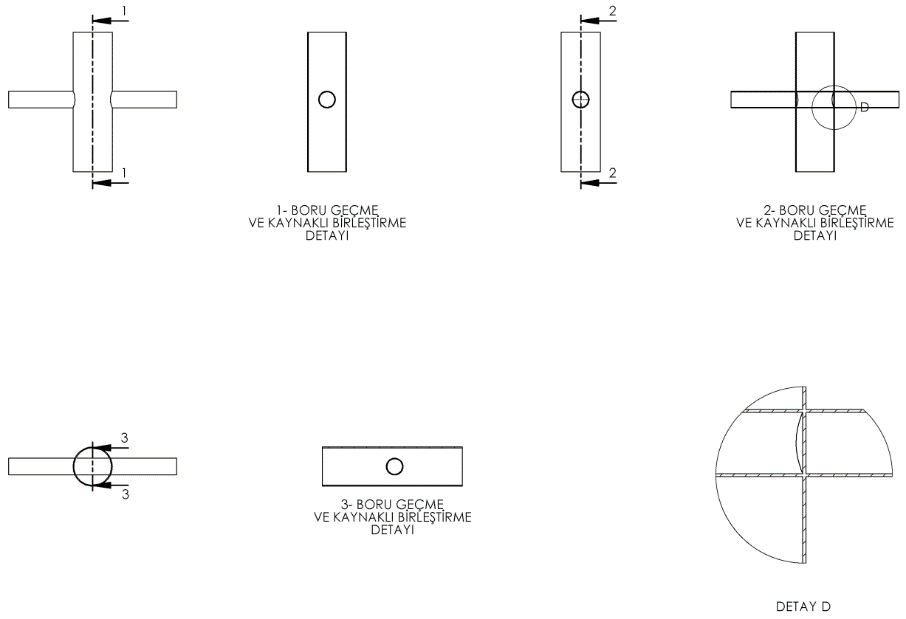 1
1
1- BORU GEÇME
VE KAYNAKLI BİRLEŞTİRME
DETAYI
2
2
D
2- BORU GEÇME
VE KAYNAKLI BİRLEŞTİRME
DETAYI
3
3
3- BORU GEÇME
VE KAYNAKLI BİRLEŞTİRME
DETAYI
DETAY D